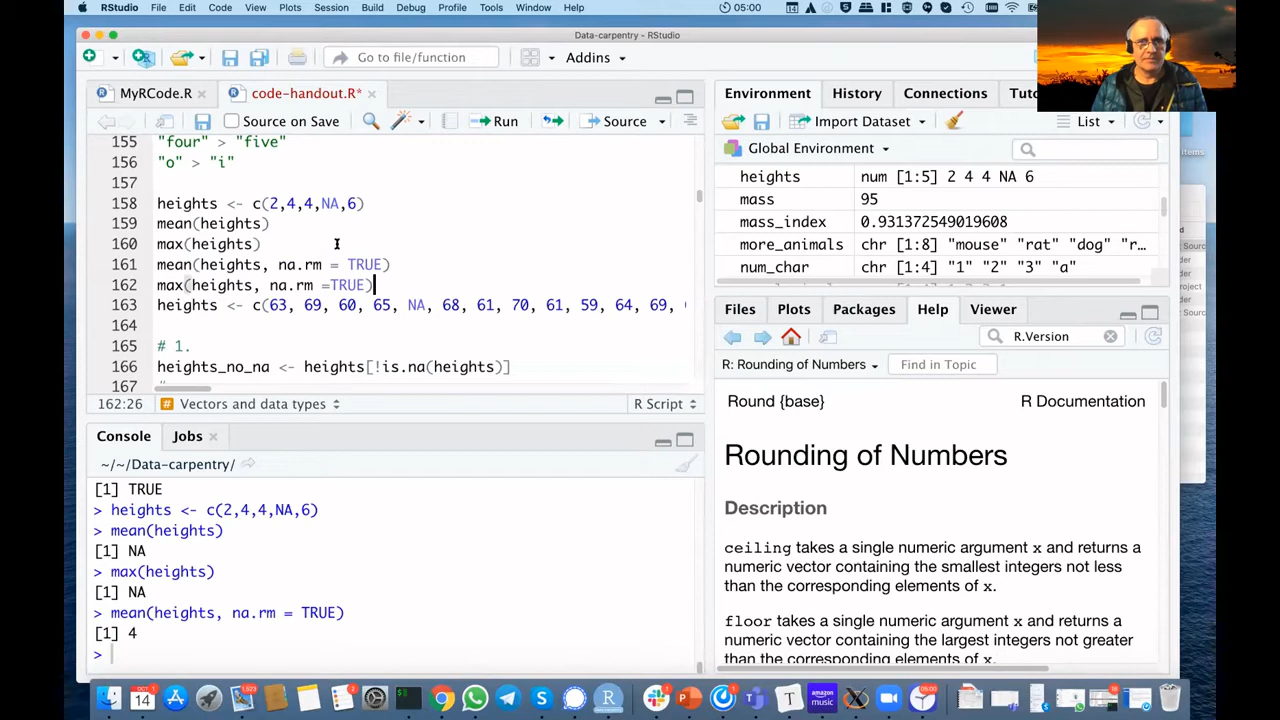 RStudio File Edit Code View Plots Session Build Debug Profile Tools Window Help 05:00
Data-carpentry - RStudio
Go to file/function Addins
MyRCode.R code-handout.R*
Source on Save Run Source
155 "four" > "five"
156 "o" > "i"
157
158 heights <- c(2,4,4,NA,6)
159 mean(heights)
160 max(heights)
161 mean(heights, na.rm = TRUE)
162 max(heights, na.rm =TRUE)
163 heights <- c(63, 69, 60, 65, NA, 68, 61, 70, 61, 59, 64, 69,
164
165 # 1.
166 heights_no_na <- heights[!is.na(heights)
167
162:26 Vectors and data types R Script
Console Jobs
~/~/Data-carpentry/
[1] TRUE
> heights <- c(2,4,4,NA,6)
> mean(heights)
[1] NA
> max(heights)
[1] NA
> mean(heights, na.rm = TRUE)
[1] 4
>
Environment History Connections Tuto
Import Dataset List
Global Environment
heights num [1:5] 2 4 4 NA 6
mass 95
mass_index 0.931372549019608
more_animals chr [1:8] "mouse" "rat" "dog" "r…
num_char chr [1:4] "1" "2" "3" "a"
Files Plots Packages Help Viewer
R.Version
R: Rounding of Numbers Find in Topic
Round {base} R Documentation
Rounding of Numbers
Description
ceiling takes a single numeric argument x and returns a
numeric vector containing the smallest integers not less
than the corresponding elements of x.
floor takes a single numeric argument x and returns a
numeric vector containing the largest integers not greater
than the corresponding elements of x.
items